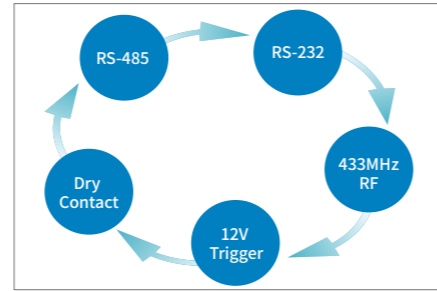 RS-485
RS-232
433MHz
RF
12V
Trigger
Dry
Contact